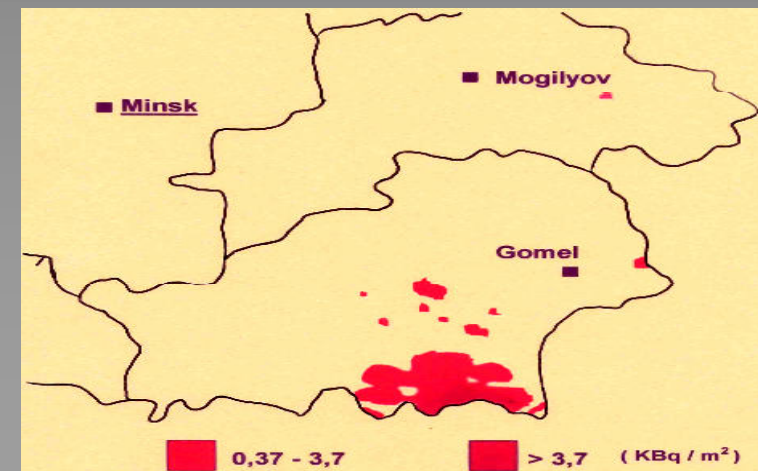 Mogilyov
Minsk
Gomel
0,37 - 3,7
> 3,7 ( KBq / m² )